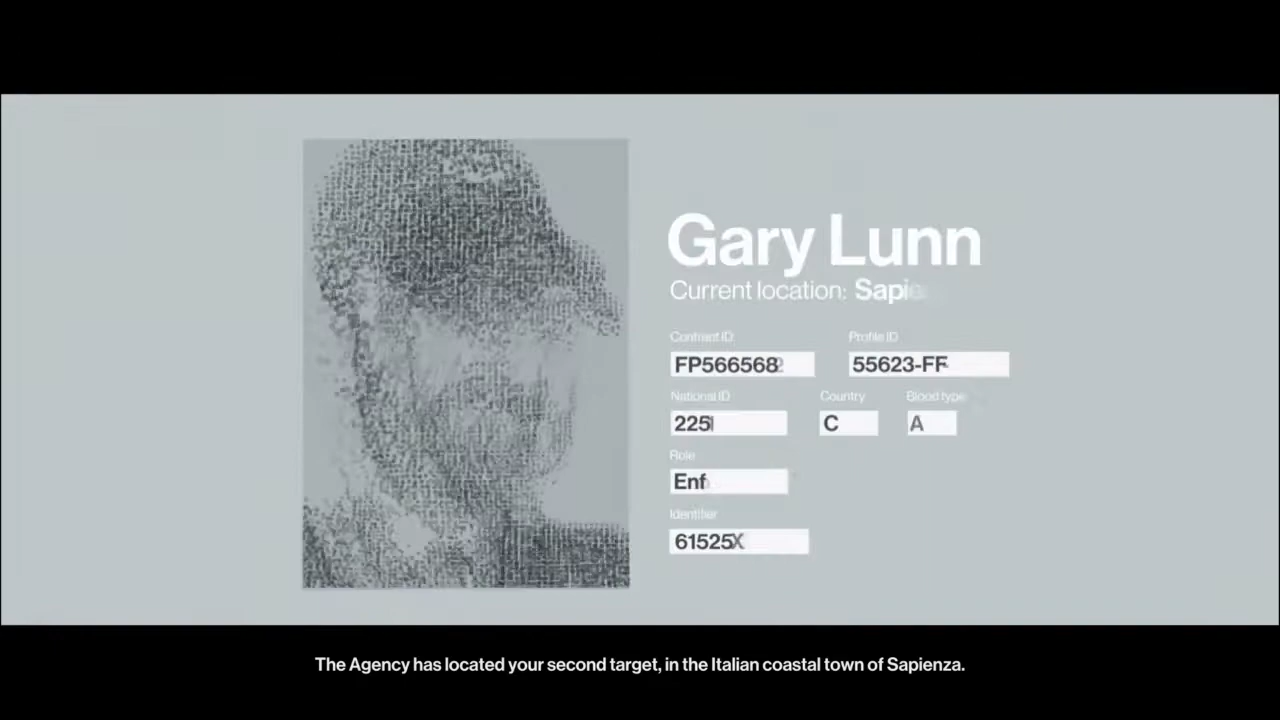 Gary Lunn
Current location: Sapie
Contrant ID: Profile ID
FP566568 55623-FF
National ID Country Blood type
225 C A
Role
Enf
Identifier
61525X
The Agency has located your second target, in the Italian coastal town of Sapienza.